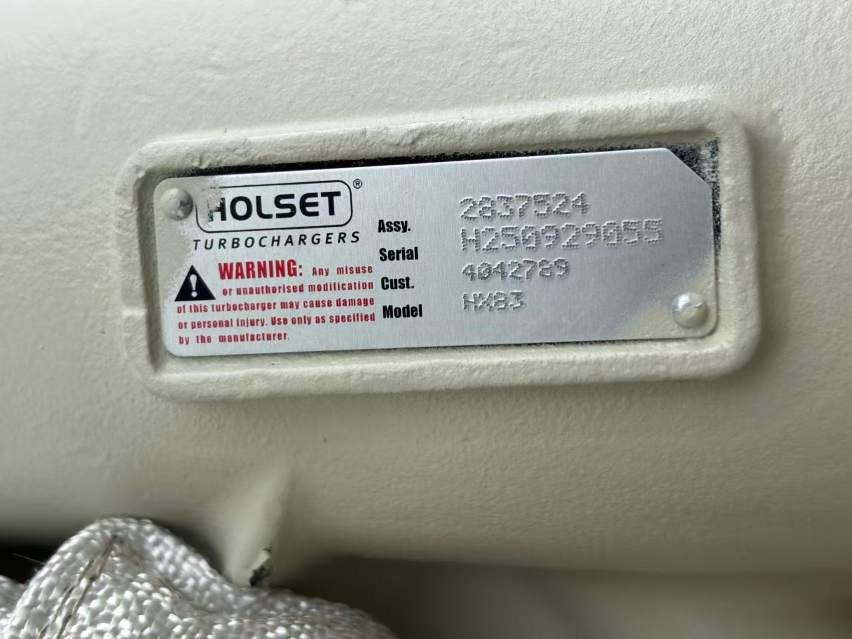 HOLSET®
TURBOCHARGERS
WARNING: Any misuse
or unauthorised modification
of this turbocharger may cause damage
or personal injury. Use only as specified
by the manufacturer.
Assy. 2837524
Serial H250929055
Cust. 4042789
Model HX83